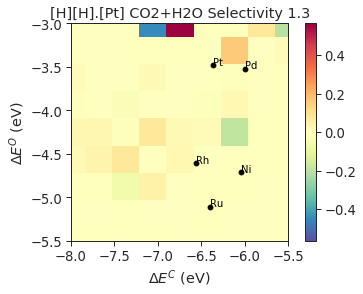 [H][H].[Pt] CO2+H2O Selectivity 1.3
−3.0
−3.5
−4.0
−4.5
−5.0
−5.5
ΔE^O (eV)
Pt
Pd
Rh
Ni
Ru
−8.0 −7.5 −7.0 −6.5 −6.0 −5.5
ΔE^C (eV)
0.4
0.2
0.0
−0.2
−0.4